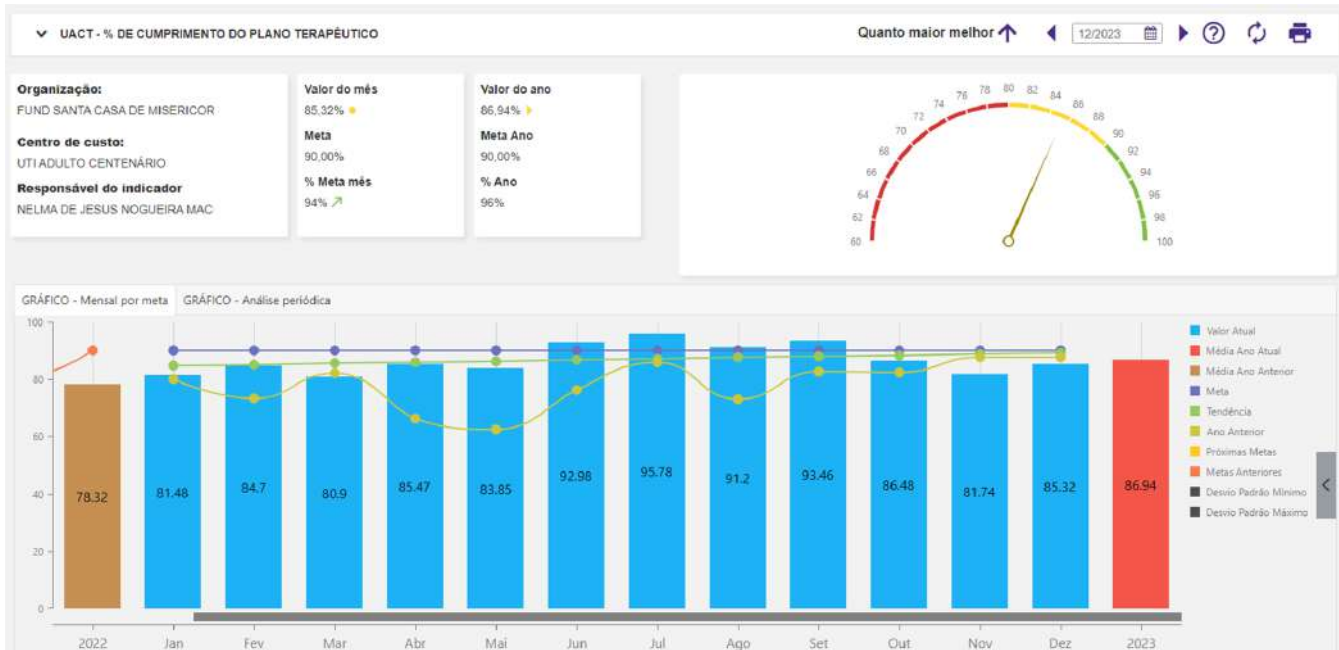 UACT - % DE CUMPRIMENTO DO PLANO TERAPÊUTICO
Quanto maior melhor
12/2023
Organização:
FUND SANTA CASA DE MISERICOR
Centro de custo:
UTI ADULTO CENTENÁRIO
Responsável do indicador
NELMA DE JESUS NOGUEIRA MAC
Valor do mês
85,32%
Meta
90,00%
% Meta mês
94%
Valor do ano
86,94%
Meta Ano
90,00%
% Ano
96%
60
62
64
66
68
70
72
74
76
78
80
82
84
86
88
90
92
94
96
98
100
GRÁFICO - Mensal por meta
GRÁFICO - Análise periódica
100
80
60
40
20
0
78.32
81.48
84.7
80.9
85.47
83.85
92.98
95.78
91.2
93.46
86.48
81.74
85.32
86.94
2022
Jan
Fev
Mar
Abr
Mai
Jun
Jul
Ago
Set
Out
Nov
Dez
2023
Valor Atual
Média Ano Atual
Média Ano Anterior
Meta
Tendência
Ano Anterior
Próximas Metas
Metas Anteriores
Desvio Padrão Mínimo
Desvio Padrão Máximo